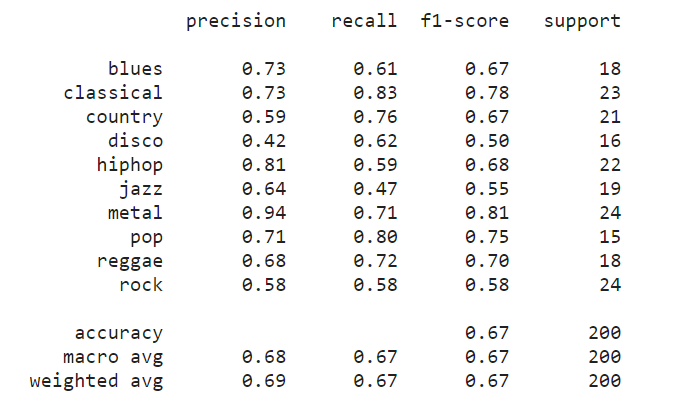 precision recall f1-score support
blues 0.73 0.61 0.67 18
classical 0.73 0.83 0.78 23
country 0.59 0.76 0.67 21
disco 0.42 0.62 0.50 16
hiphop 0.81 0.59 0.68 22
jazz 0.64 0.47 0.55 19
metal 0.94 0.71 0.81 24
pop 0.71 0.80 0.75 15
reggae 0.68 0.72 0.70 18
rock 0.58 0.58 0.58 24
accuracy 0.67 200
macro avg 0.68 0.67 0.67 200
weighted avg 0.69 0.67 0.67 200